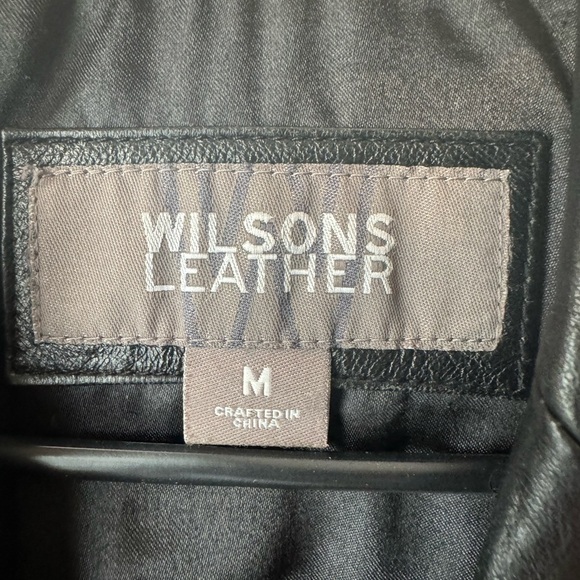 WILSONS
LEATHER
M
CRAFTED IN
CHINA